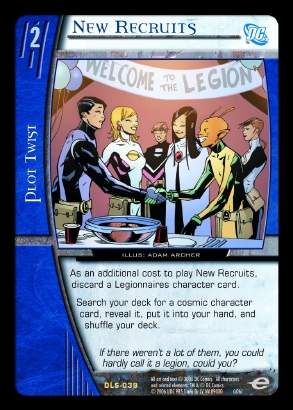 2
New Recruits
DC
Plot Twist
WELCOME TO THE LEGION
ILLUS: ADAM ARCHER
As an additional cost to play New Recruits,
discard a Legionnaires character card.
Search your deck for a cosmic character
card, reveal it, put it into your hand, and
shuffle your deck.
If there weren't a lot of them, you could
hardly call it a legion, could you?
DLS-039